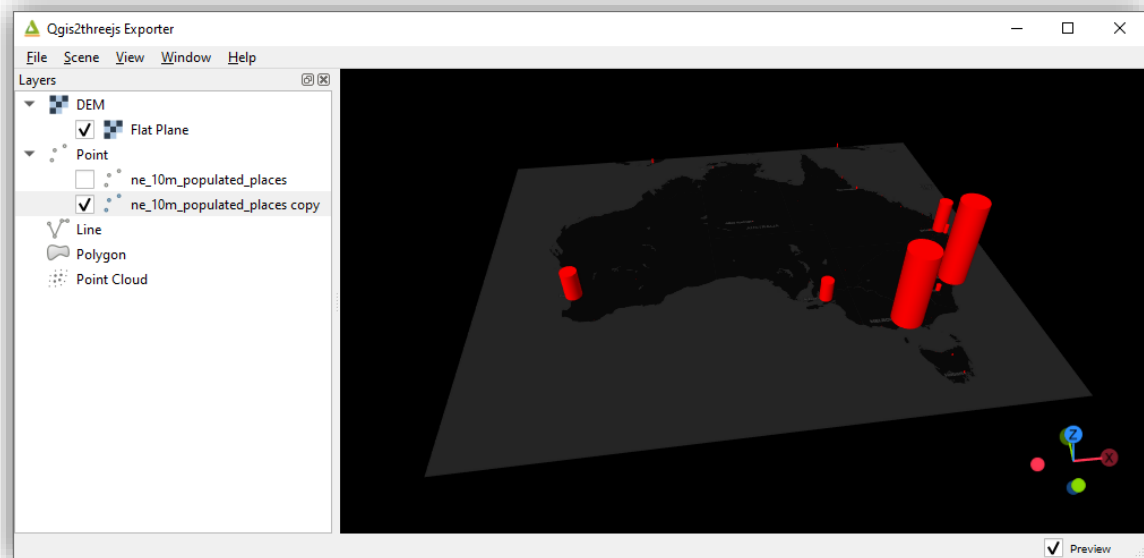 Qgis2threejs Exporter
File Scene View Window Help
Layers
DEM
Flat Plane
Point
ne_10m_populated_places
ne_10m_populated_places copy
Line
Polygon
Point Cloud
Z
X
Preview